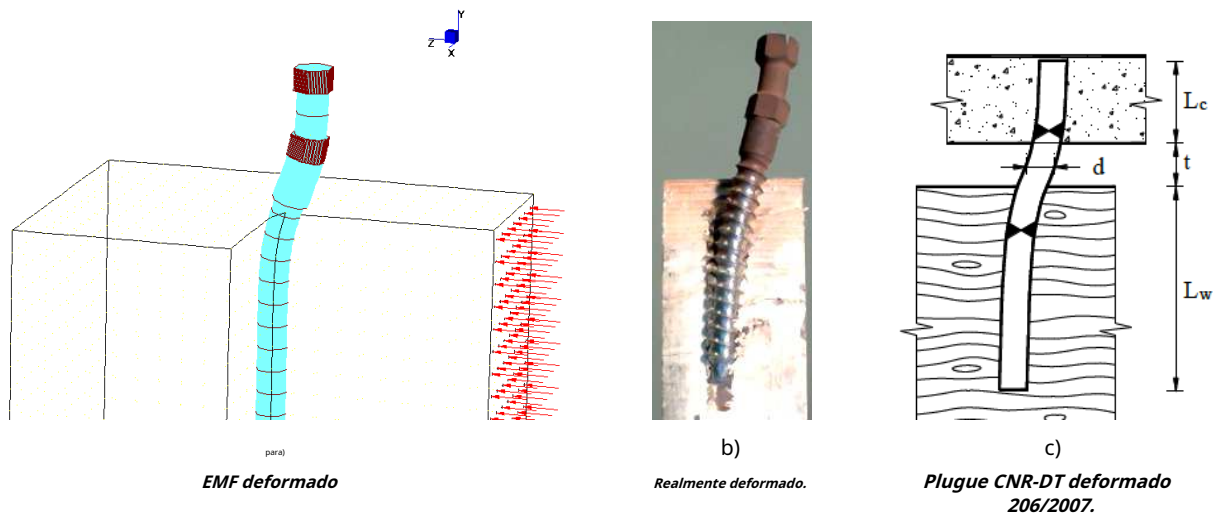 Y
Z
X
Lc
t
d
Lw
para)
b)
c)
EMF deformado
Realmente deformado.
Plugue CNR-DT deformado
206/2007.